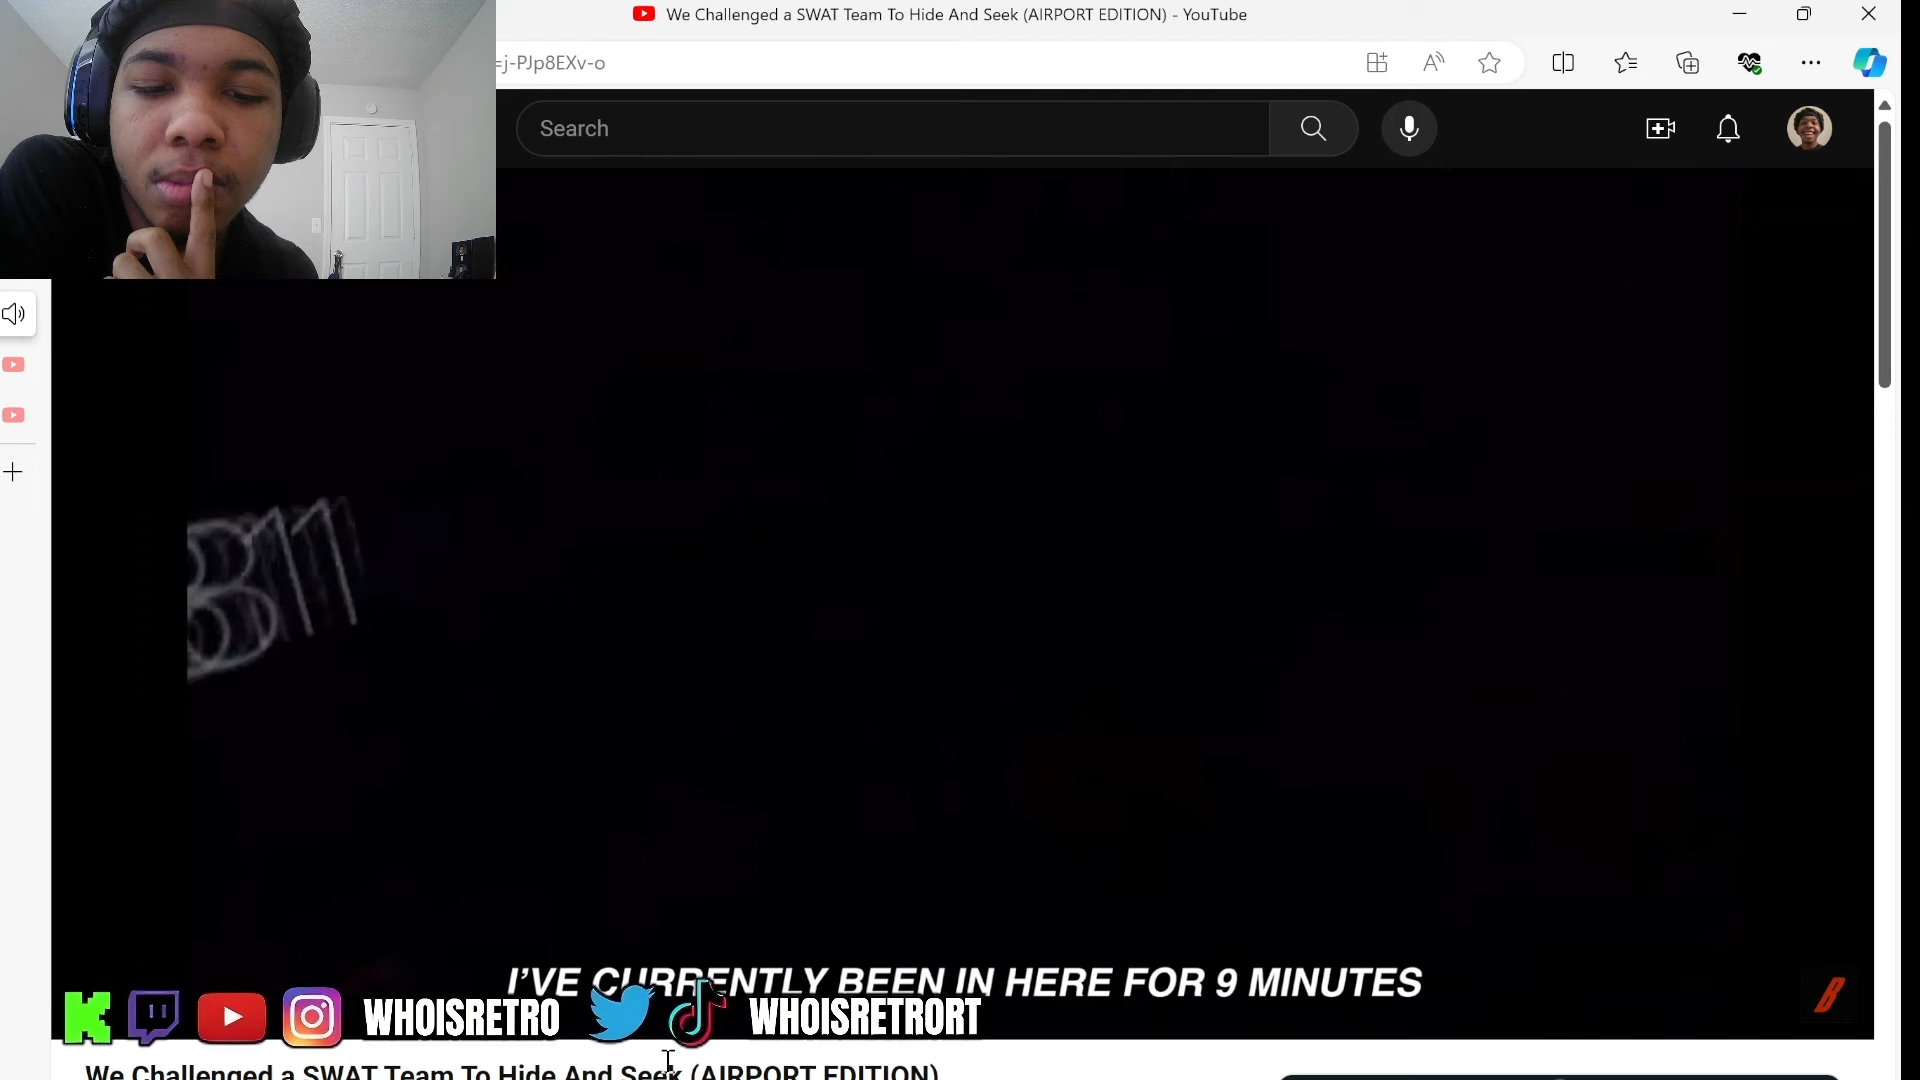 We Challenged a SWAT Team To Hide And Seek (AIRPORT EDITION) - YouTube
=j-PJp8EXv-o
Search
B11
I'VE CURRENTLY BEEN IN HERE FOR 9 MINUTES
WHOISRETRO WHOISRETRORT
We Challenged a SWAT Team To Hide And Seek (AIRPORT EDITION)